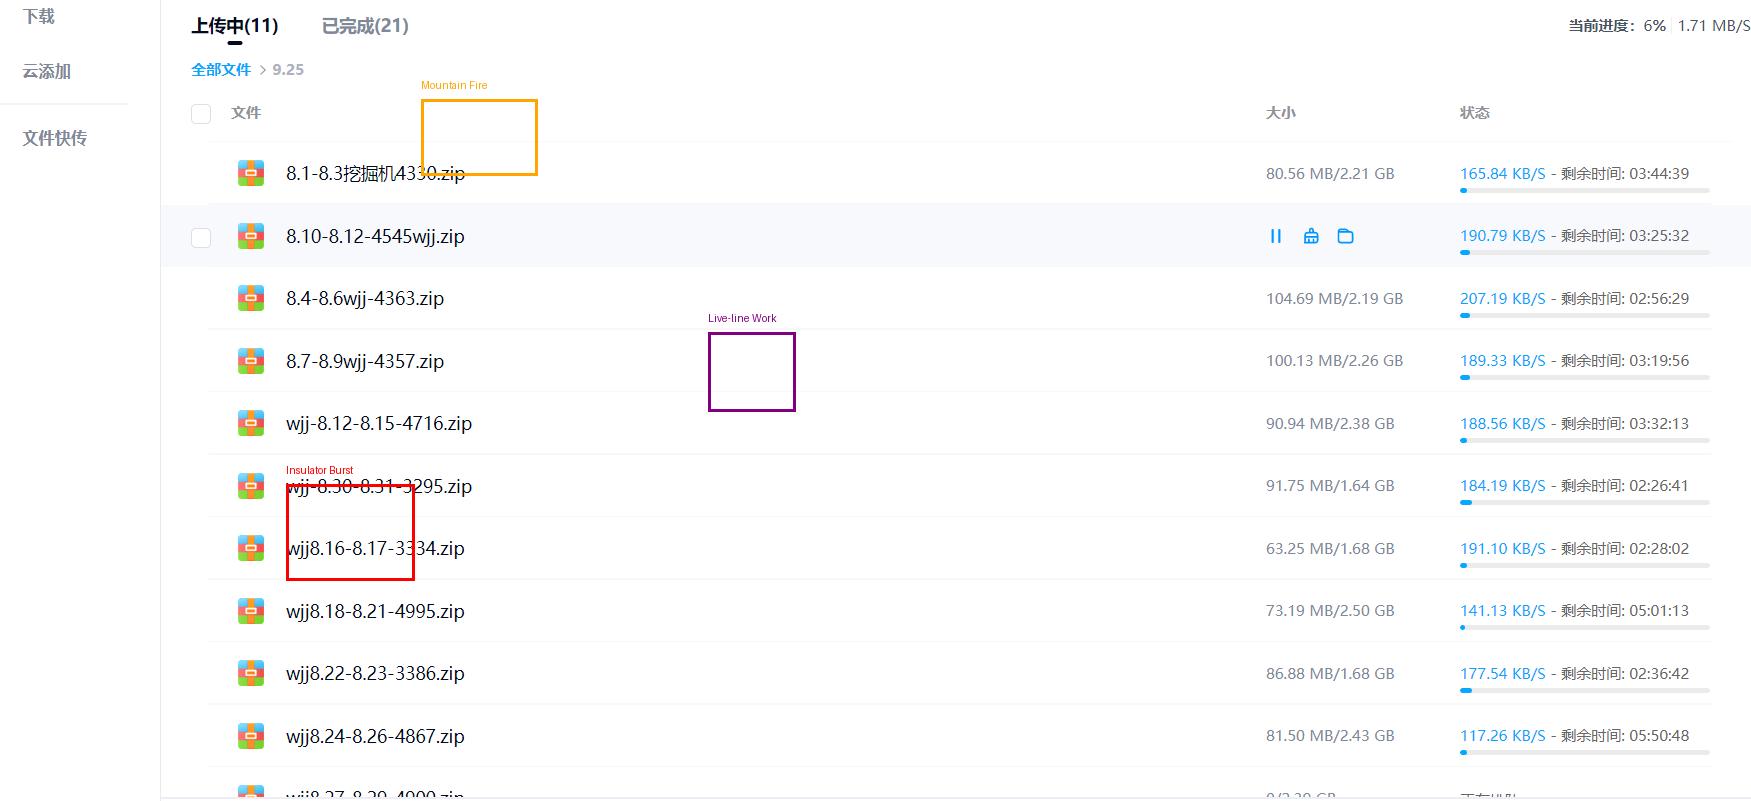 下载
云添加
文件快传
上传中(11) 已完成(21) 当前进度: 6% 1.71 MB/S
全部文件 > 9.25
Mountain Fire
文件 大小 状态
8.1-8.3挖掘机4330.zip 80.56 MB/2.21 GB 165.84 KB/S - 剩余时间: 03:44:39
8.10-8.12-4545wjj.zip 190.79 KB/S - 剩余时间: 03:25:32
8.4-8.6wjj-4363.zip 104.69 MB/2.19 GB 207.19 KB/S - 剩余时间: 02:56:29
Live-line Work
8.7-8.9wjj-4357.zip 100.13 MB/2.26 GB 189.33 KB/S - 剩余时间: 03:19:56
wjj-8.12-8.15-4716.zip 90.94 MB/2.38 GB 188.56 KB/S - 剩余时间: 03:32:13
Insulator Burst
wjj-8.30-8.31-3295.zip 91.75 MB/1.64 GB 184.19 KB/S - 剩余时间: 02:26:41
wjj8.16-8.17-3334.zip 63.25 MB/1.68 GB 191.10 KB/S - 剩余时间: 02:28:02
wjj8.18-8.21-4995.zip 73.19 MB/2.50 GB 141.13 KB/S - 剩余时间: 05:01:13
wjj8.22-8.23-3386.zip 86.88 MB/1.68 GB 177.54 KB/S - 剩余时间: 02:36:42
wjj8.24-8.26-4867.zip 81.50 MB/2.43 GB 117.26 KB/S - 剩余时间: 05:50:48